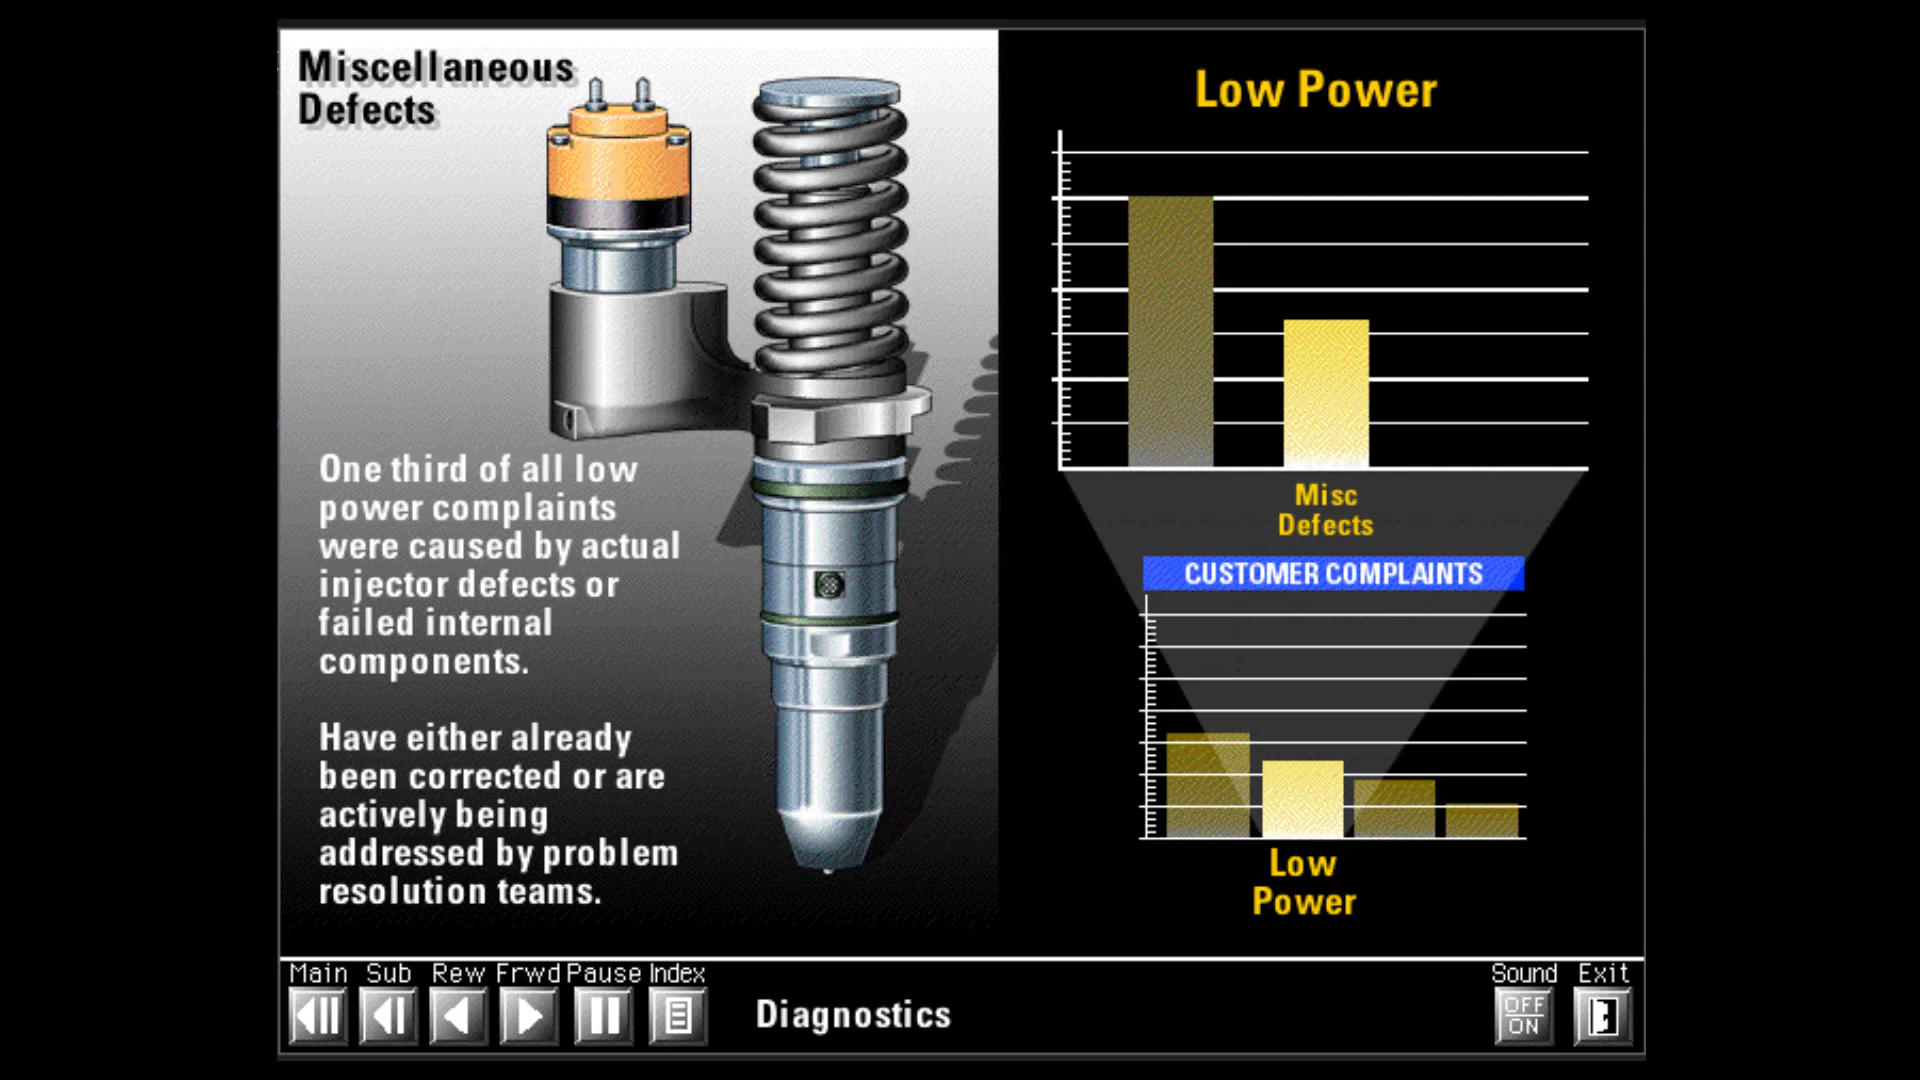 Miscellaneous
Defects
One third of all low
power complaints
were caused by actual
injector defects or
failed internal
components.
Have either already
been corrected or are
actively being
addressed by problem
resolution teams.
Low Power
Misc
Defects
CUSTOMER COMPLAINTS
Low
Power
Main Sub Rew Frwd Pause Index
Diagnostics
Sound Exit
OFF
ON